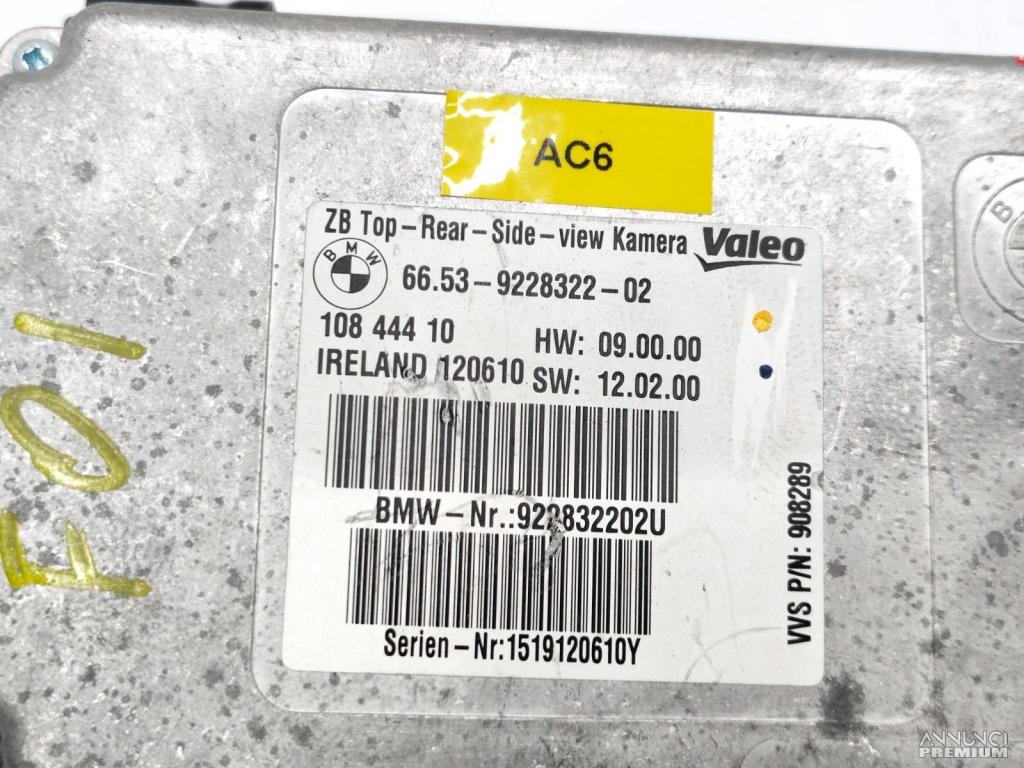 AC6
ZB Top-Rear-Side-view Kamera Valeo
BMW 66.53-9228322-02
108 444 10 HW: 09.00.00
IRELAND 120610 SW: 12.02.00
BMW-Nr.:922832202U
Serien-Nr:1519120610Y
VVS P/N: 908289
F01
B
ANNUNCI
PREMIUM